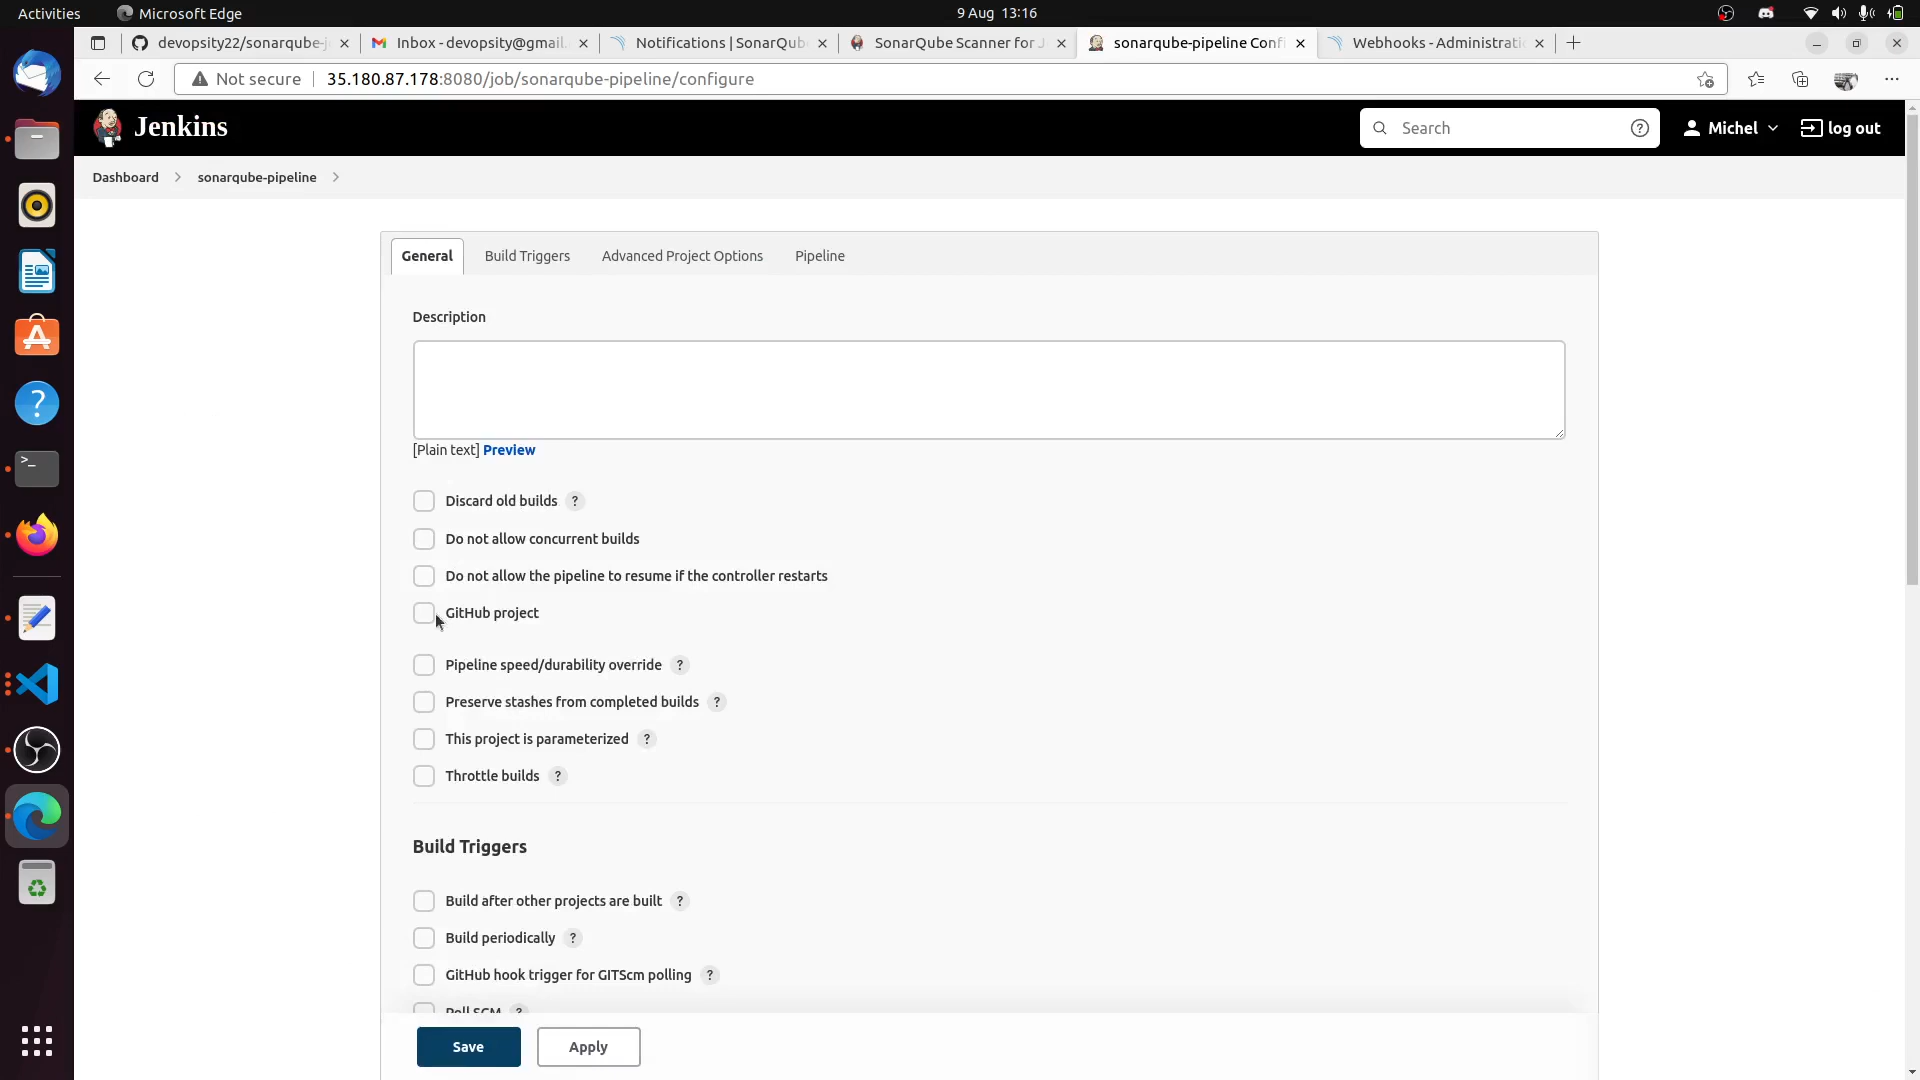 Activities
Microsoft Edge
9 Aug 13:16
devopsity22/sonarqube-j
Inbox - devopsity@gmail.
Notifications | SonarQube
SonarQube Scanner for J
sonarqube-pipeline Confi
Webhooks - Administratio
Not secure
35.180.87.178:8080/job/sonarqube-pipeline/configure
Jenkins
Search
?
Michel
log out
Dashboard
sonarqube-pipeline
General
Build Triggers
Advanced Project Options
Pipeline
Description
[Plain text] Preview
Discard old builds ?
Do not allow concurrent builds
Do not allow the pipeline to resume if the controller restarts
GitHub project
Pipeline speed/durability override ?
Preserve stashes from completed builds ?
This project is parameterized ?
Throttle builds ?
Build Triggers
Build after other projects are built ?
Build periodically ?
GitHub hook trigger for GITScm polling ?
Poll SCM ?
Save
Apply